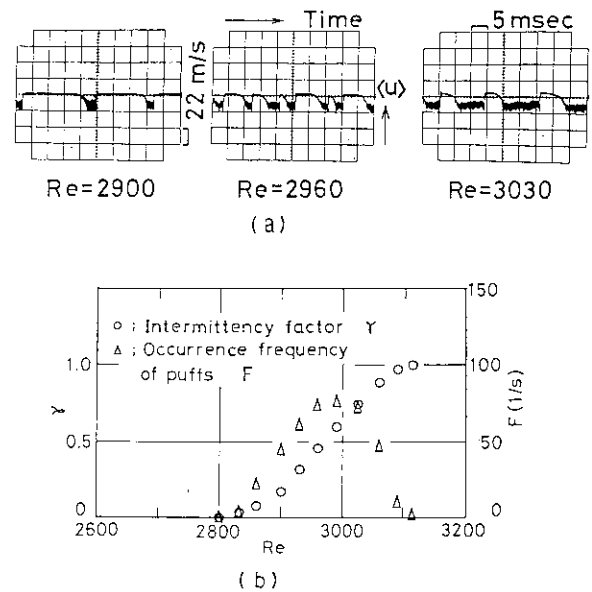 Time
5 msec
22 m/s
⟨u⟩
Re=2900
Re=2960
Re=3030
(a)
150
○ ; Intermittency factor γ
△ ; Occurrence frequency
of puffs F
1.0
100
γ
0.5
50
F (1/s)
0
0
2600
2800
3000
3200
Re
(b)